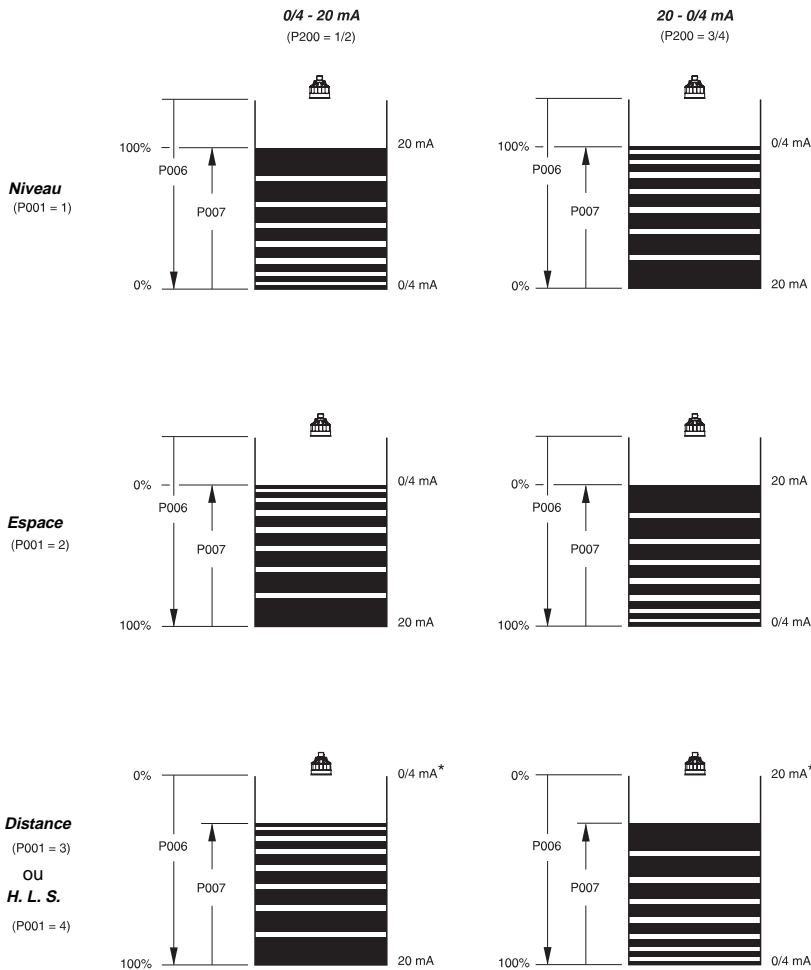 0/4 - 20 mA
(P200 = 1/2)
20 - 0/4 mA
(P200 = 3/4)
Niveau
(P001 = 1)
100%
P006
P007
0%
20 mA
0/4 mA
100%
P006
P007
0%
0/4 mA
20 mA
Espace
(P001 = 2)
0%
P006
P007
100%
0/4 mA
20 mA
0%
P006
P007
100%
20 mA
0/4 mA
Distance
(P001 = 3)
ou
H. L. S.
(P001 = 4)
0%
P006
P007
100%
0/4 mA*
20 mA
0%
P006
P007
100%
20 mA*
0/4 mA